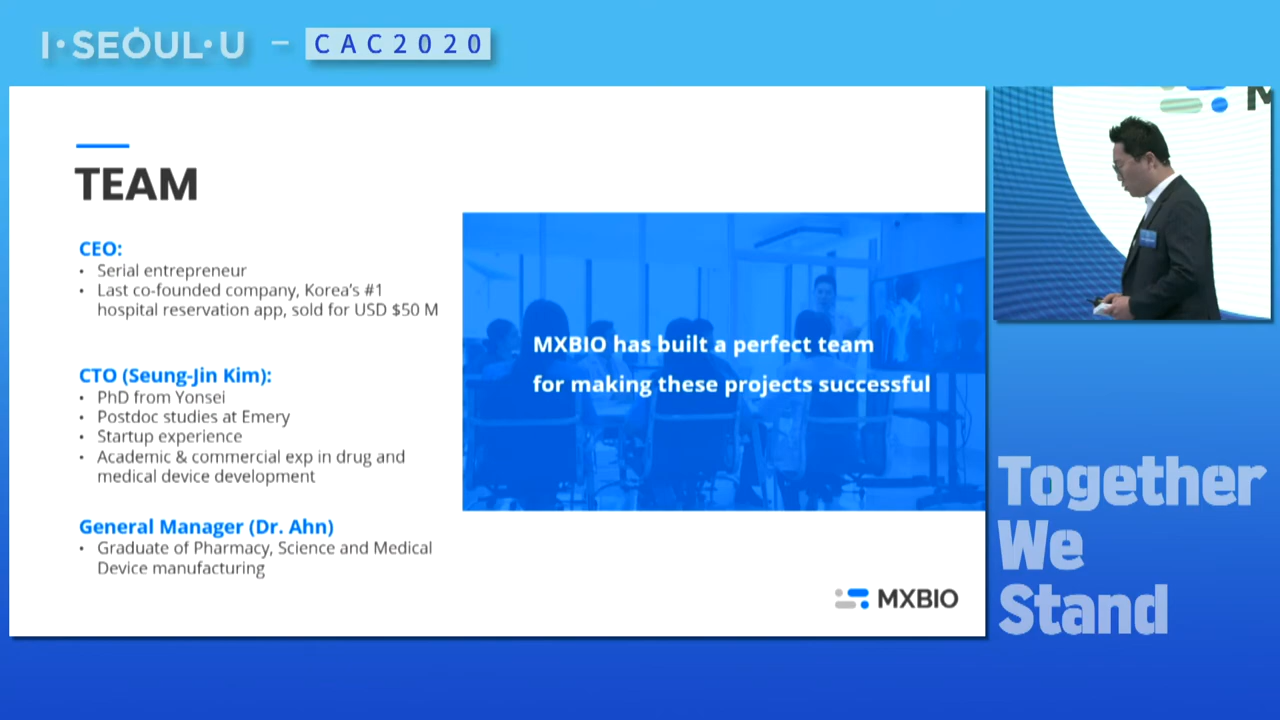 I·SEOUL·U – CAC2020
TEAM
CEO:
• Serial entrepreneur
• Last co-founded company, Korea's #1
hospital reservation app, sold for USD $50 M
CTO (Seung-Jin Kim):
• PhD from Yonsei
• Postdoc studies at Emery
• Startup experience
• Academic & commercial exp in drug and
medical device development
General Manager (Dr. Ahn)
• Graduate of Pharmacy, Science and Medical
Device manufacturing
MXBIO has built a perfect team
for making these projects successful
MXBIO
Together
We
Stand